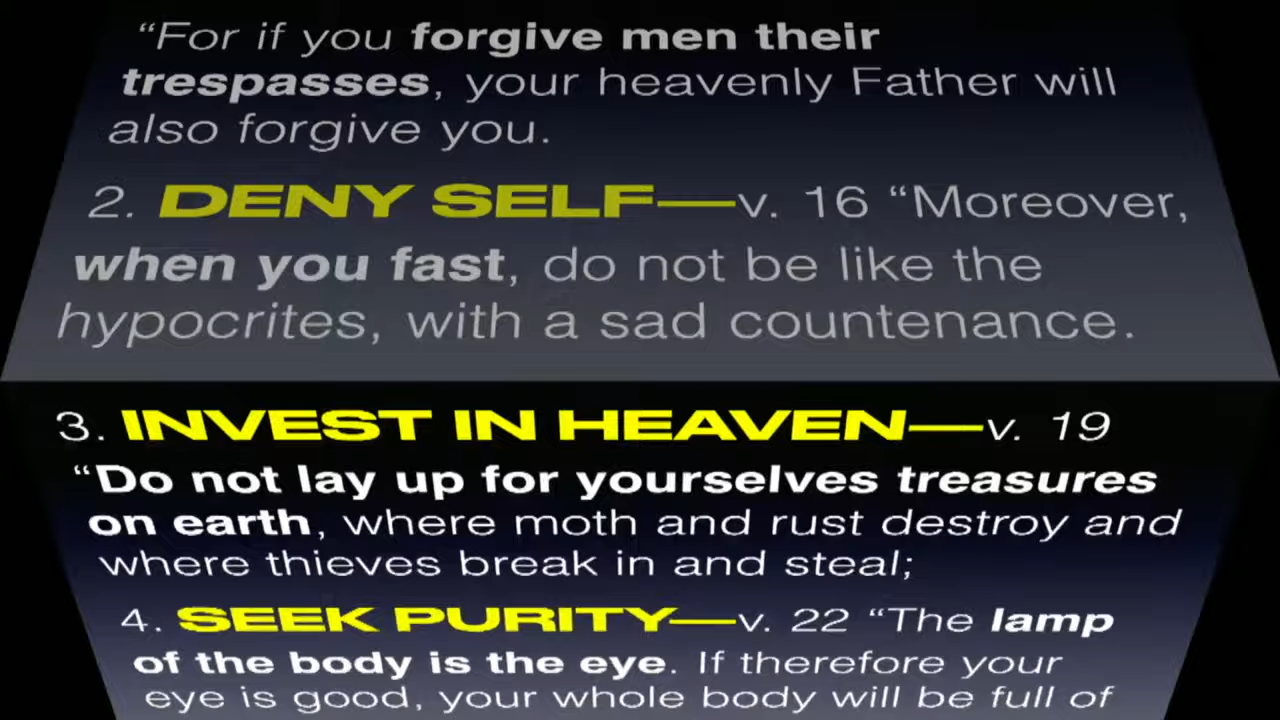 “For if you forgive men their
trespasses, your heavenly Father will
also forgive you.
2. DENY SELF—v. 16 “Moreover,
when you fast, do not be like the
hypocrites, with a sad countenance.
3. INVEST IN HEAVEN—v. 19
“Do not lay up for yourselves treasures
on earth, where moth and rust destroy and
where thieves break in and steal;
4. SEEK PURITY—v. 22 “The lamp
of the body is the eye. If therefore your
eye is good, your whole body will be full of